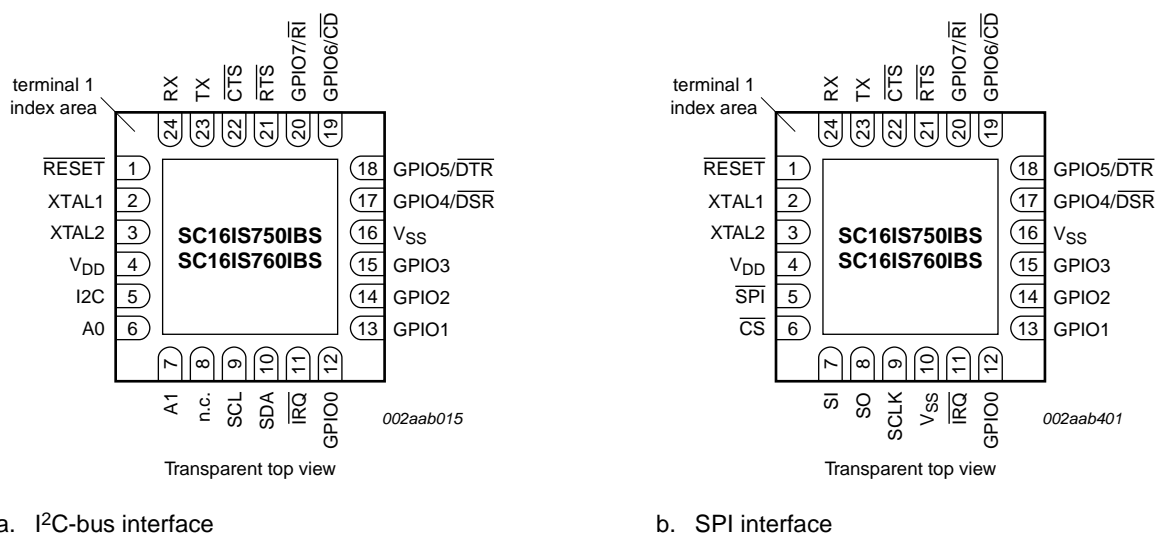 terminal 1
index area
RX
TX
CTS
RTS
GPIO7/RI
GPIO6/CD
24
23
22
21
20
19
RESET
XTAL1
XTAL2
VDD
I2C
A0
1
2
3
4
5
6
SC16IS750IBS
SC16IS760IBS
18
17
16
15
14
13
GPIO5/DTR
GPIO4/DSR
VSS
GPIO3
GPIO2
GPIO1
7
8
9
10
11
12
A1
n.c.
SCL
SDA
IRQ
GPIO0
002aab015
Transparent top view
a. I²C-bus interface
terminal 1
index area
RX
TX
CTS
RTS
GPIO7/RI
GPIO6/CD
24
23
22
21
20
19
RESET
XTAL1
XTAL2
VDD
SPI
CS
1
2
3
4
5
6
SC16IS750IBS
SC16IS760IBS
18
17
16
15
14
13
GPIO5/DTR
GPIO4/DSR
VSS
GPIO3
GPIO2
GPIO1
7
8
9
10
11
12
SI
SO
SCLK
VSS
IRQ
GPIO0
002aab401
Transparent top view
b. SPI interface